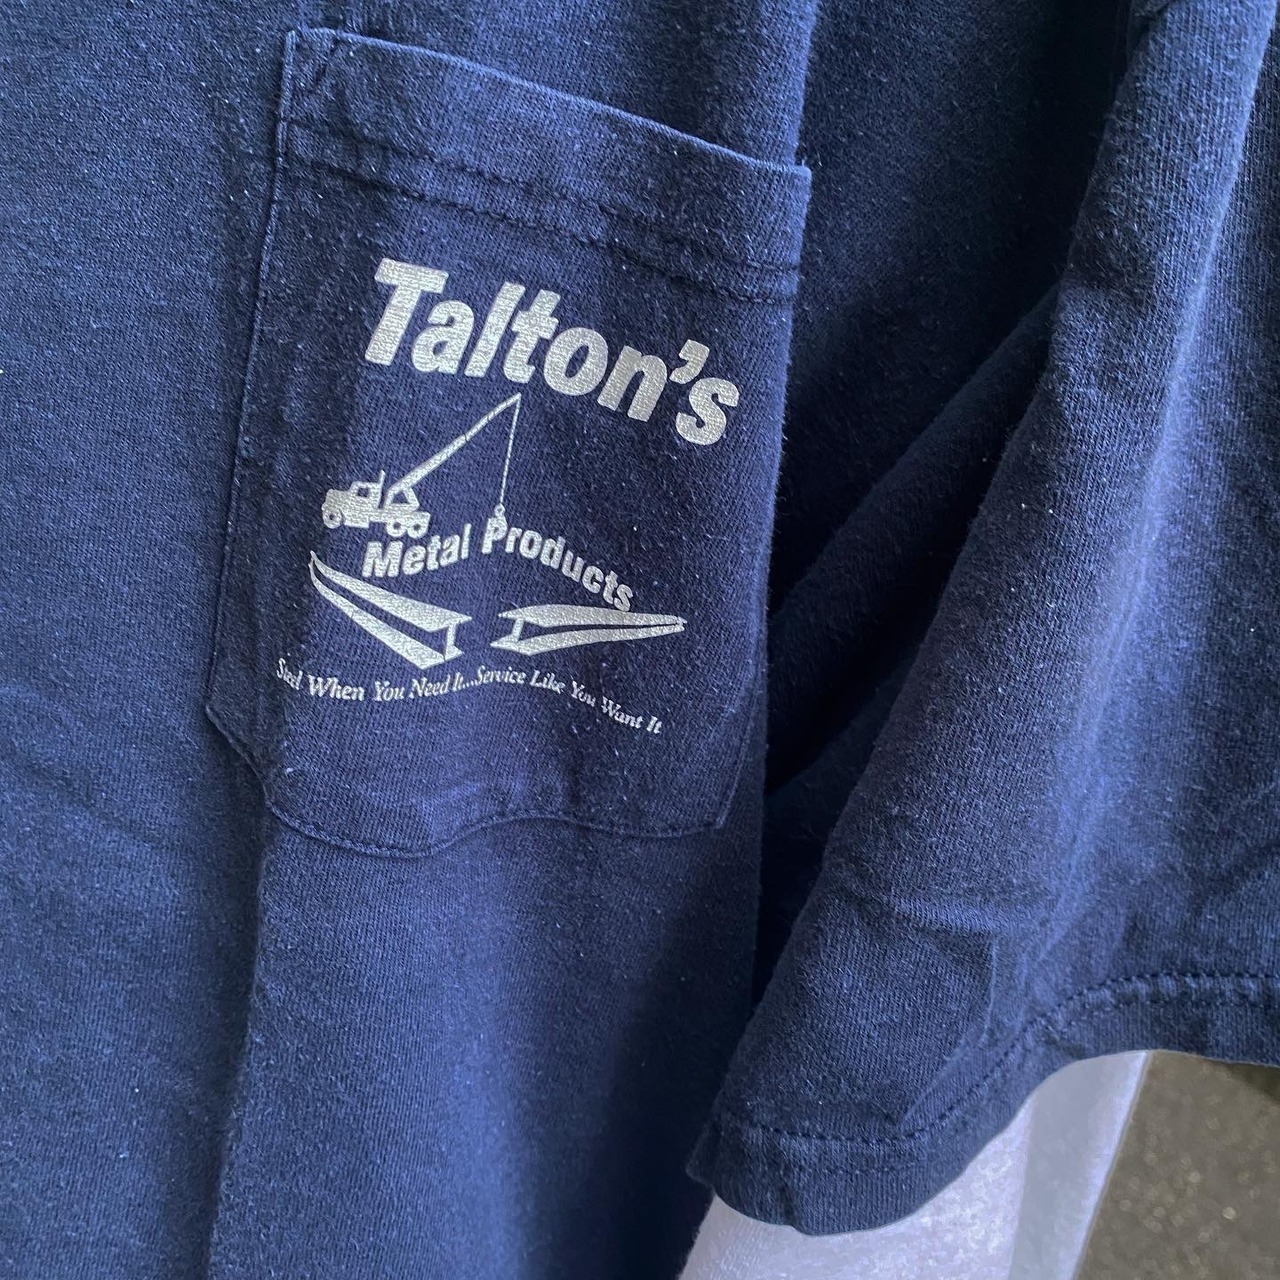 Talton's
Metal Products
Steel When You Need It...Service Like You Want It